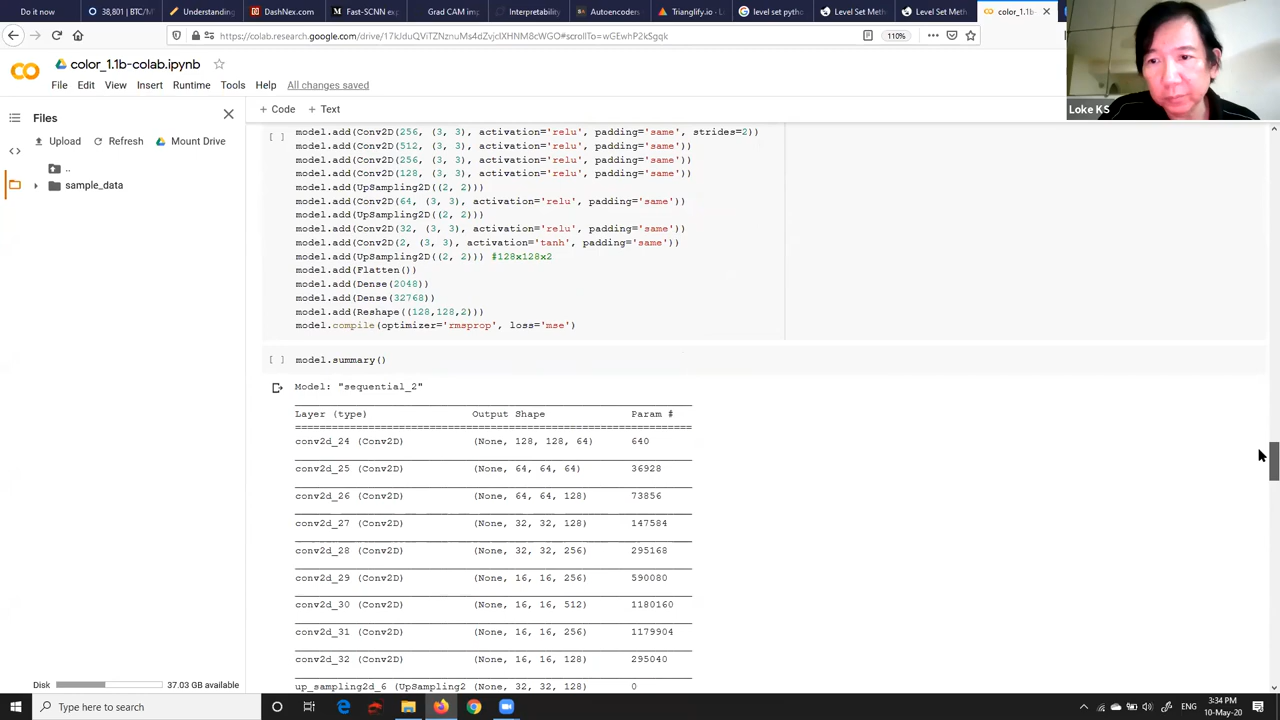 Do it now
38,801 | BTC/M
Understanding
DashNex.com
Fast-SCNN exp
Grad CAM imp
Interpretability
Autoencoders
Trianglify.io - L
level set pytho
Level Set Meth
Level Set Meth
color_1.1b-
https://colab.research.google.com/drive/17kJduQViTZNznuMs4dZvjcIXHNM8cWGO#scrollTo=wGEwhP2kSgqk
110%
color_1.1b-colab.ipynb
File Edit View Insert Runtime Tools Help All changes saved
Loke KS
Files
+ Code + Text
Upload Refresh Mount Drive
..
sample_data
[ ]
model.add(Conv2D(256, (3, 3), activation='relu', padding='same', strides=2))
model.add(Conv2D(512, (3, 3), activation='relu', padding='same'))
model.add(Conv2D(256, (3, 3), activation='relu', padding='same'))
model.add(Conv2D(128, (3, 3), activation='relu', padding='same'))
model.add(UpSampling2D((2, 2)))
model.add(Conv2D(64, (3, 3), activation='relu', padding='same'))
model.add(UpSampling2D((2, 2)))
model.add(Conv2D(32, (3, 3), activation='relu', padding='same'))
model.add(Conv2D(2, (3, 3), activation='tanh', padding='same'))
model.add(UpSampling2D((2, 2))) #128x128x2
model.add(Flatten())
model.add(Dense(2048))
model.add(Dense(32768))
model.add(Reshape((128,128,2)))
model.compile(optimizer='rmsprop', loss='mse')
[ ] model.summary()
Model: "sequential_2"
Layer (type) Output Shape Param #
conv2d_24 (Conv2D) (None, 128, 128, 64) 640
conv2d_25 (Conv2D) (None, 64, 64, 64) 36928
conv2d_26 (Conv2D) (None, 64, 64, 128) 73856
conv2d_27 (Conv2D) (None, 32, 32, 128) 147584
conv2d_28 (Conv2D) (None, 32, 32, 256) 295168
conv2d_29 (Conv2D) (None, 16, 16, 256) 590080
conv2d_30 (Conv2D) (None, 16, 16, 512) 1180160
conv2d_31 (Conv2D) (None, 16, 16, 256) 1179904
conv2d_32 (Conv2D) (None, 16, 16, 128) 295040
up_sampling2d_6 (UpSampling2 (None, 32, 32, 128) 0
Disk 37.03 GB available
Type here to search
3:34 PM
10-May-20